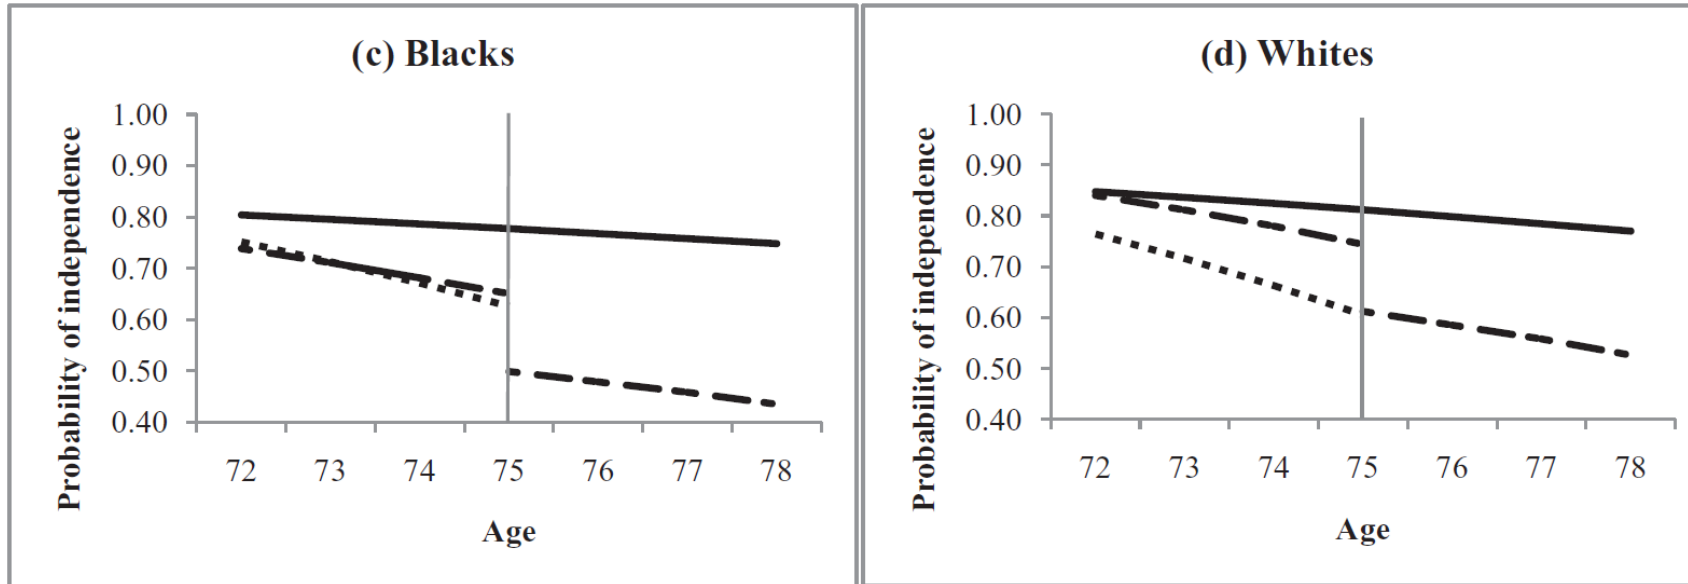 (c) Blacks
Probability of independence
1.00
0.90
0.80
0.70
0.60
0.50
0.40
72 73 74 75 76 77 78
Age
(d) Whites
Probability of independence
1.00
0.90
0.80
0.70
0.60
0.50
0.40
72 73 74 75 76 77 78
Age